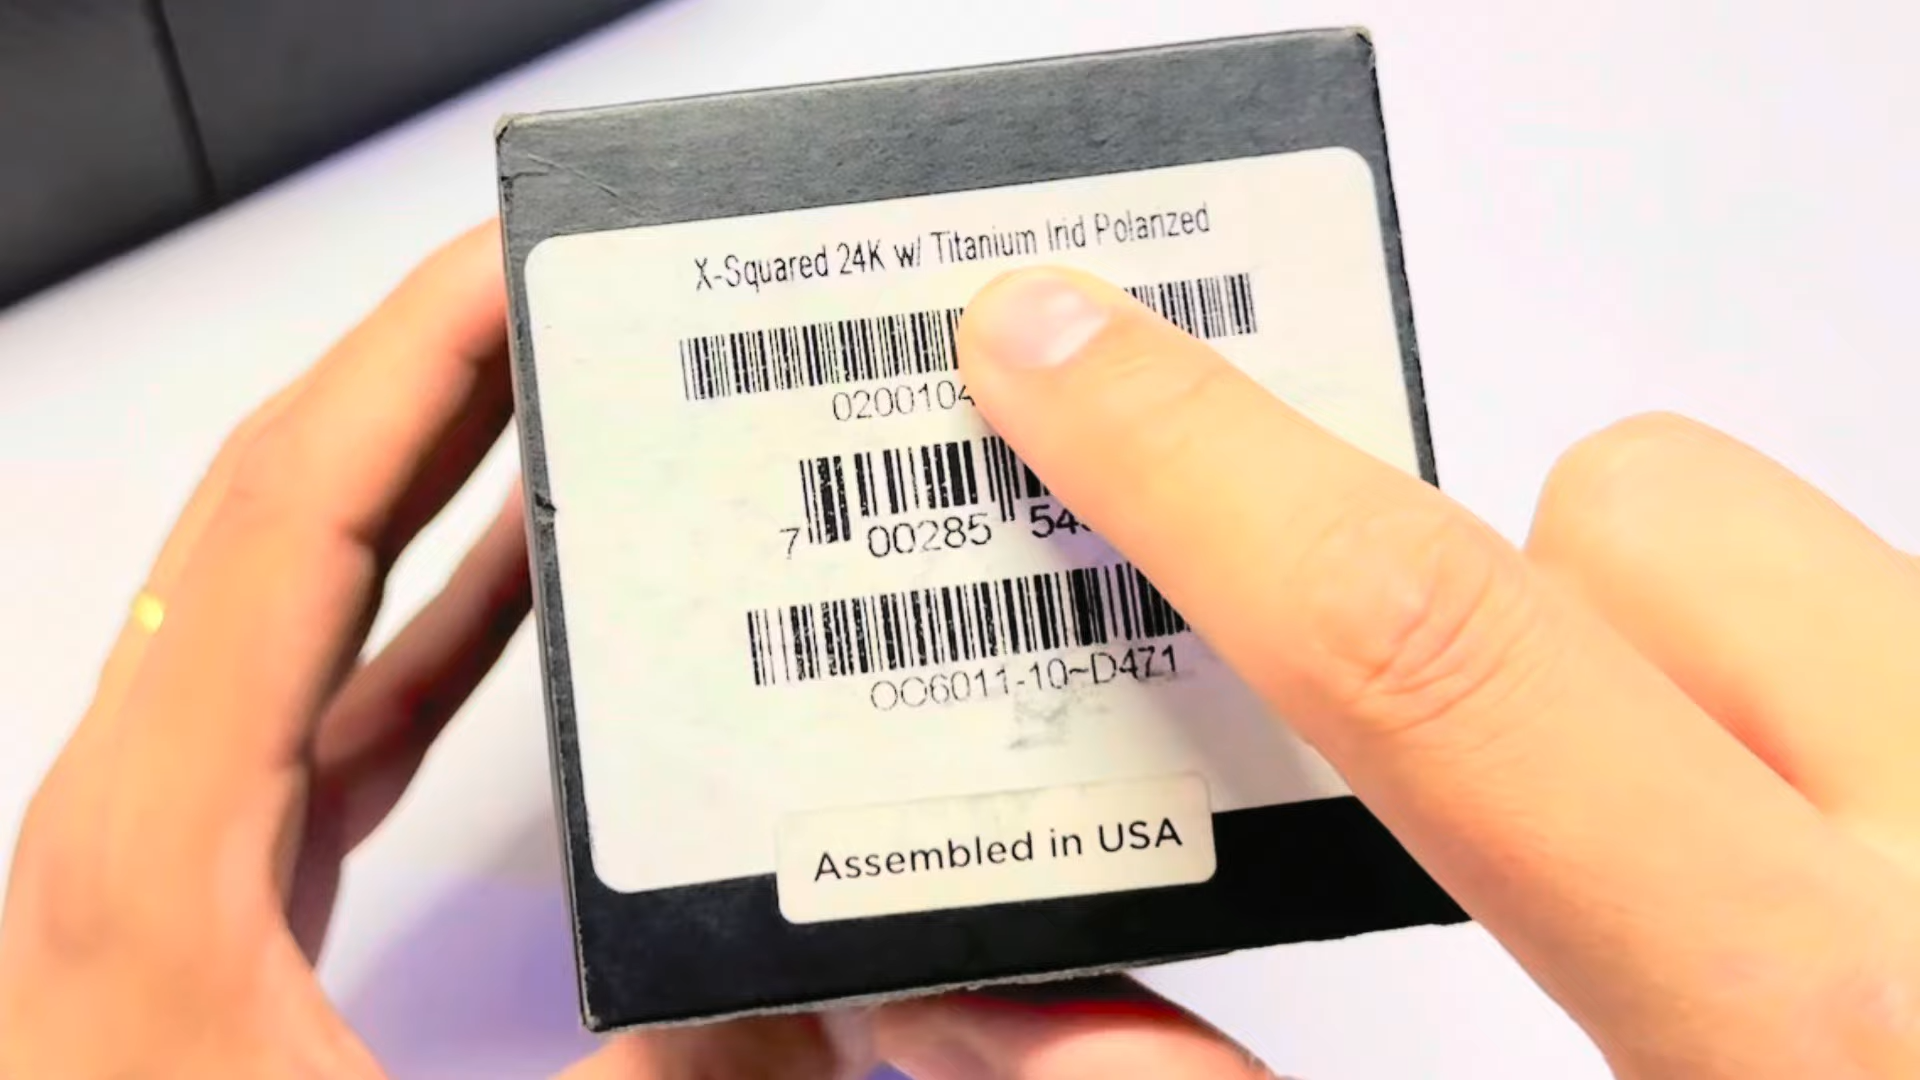 X-Squared 24K w/ Titanium Irid Polarized
0200104
7 00285 54
OO6011-10~D471
Assembled in USA